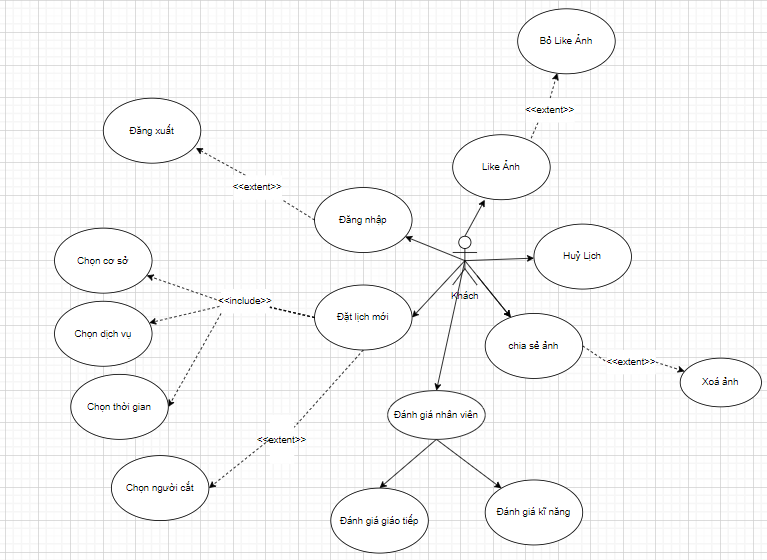 Bỏ Like Ảnh
<<extent>>
Đăng xuất
Like Ảnh
<<extent>>
Đăng nhập
Chọn cơ sở
Huỷ Lịch
Khách
<<include>>
Đặt lịch mới
Chọn dịch vụ
chia sẻ ảnh
<<extent>>
Xoá ảnh
Chọn thời gian
Đánh giá nhân viên
<<extent>>
Chọn người cắt
Đánh giá giáo tiếp
Đánh giá kĩ năng